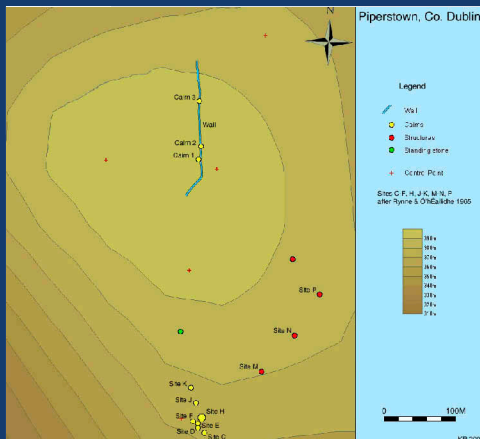 Piperstown, Co. Dublin
N
Cairn 3
Wall
Cairn 2
Cairn 1
Site P
Site N
Site M
Site K
Site J
Site H
Site F
Site E
Site D
Site C
Legend
Wall
Cairns
Structures
Standing stone
Control Point
Sites C-F, H, J-K, M-N, P
after Rynne & Ó'hÉailidhe 1965
0 100M